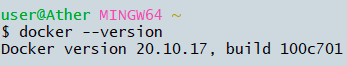 user@Ather MINGW64 ~
$ docker --version
Docker version 20.10.17, build 100c701